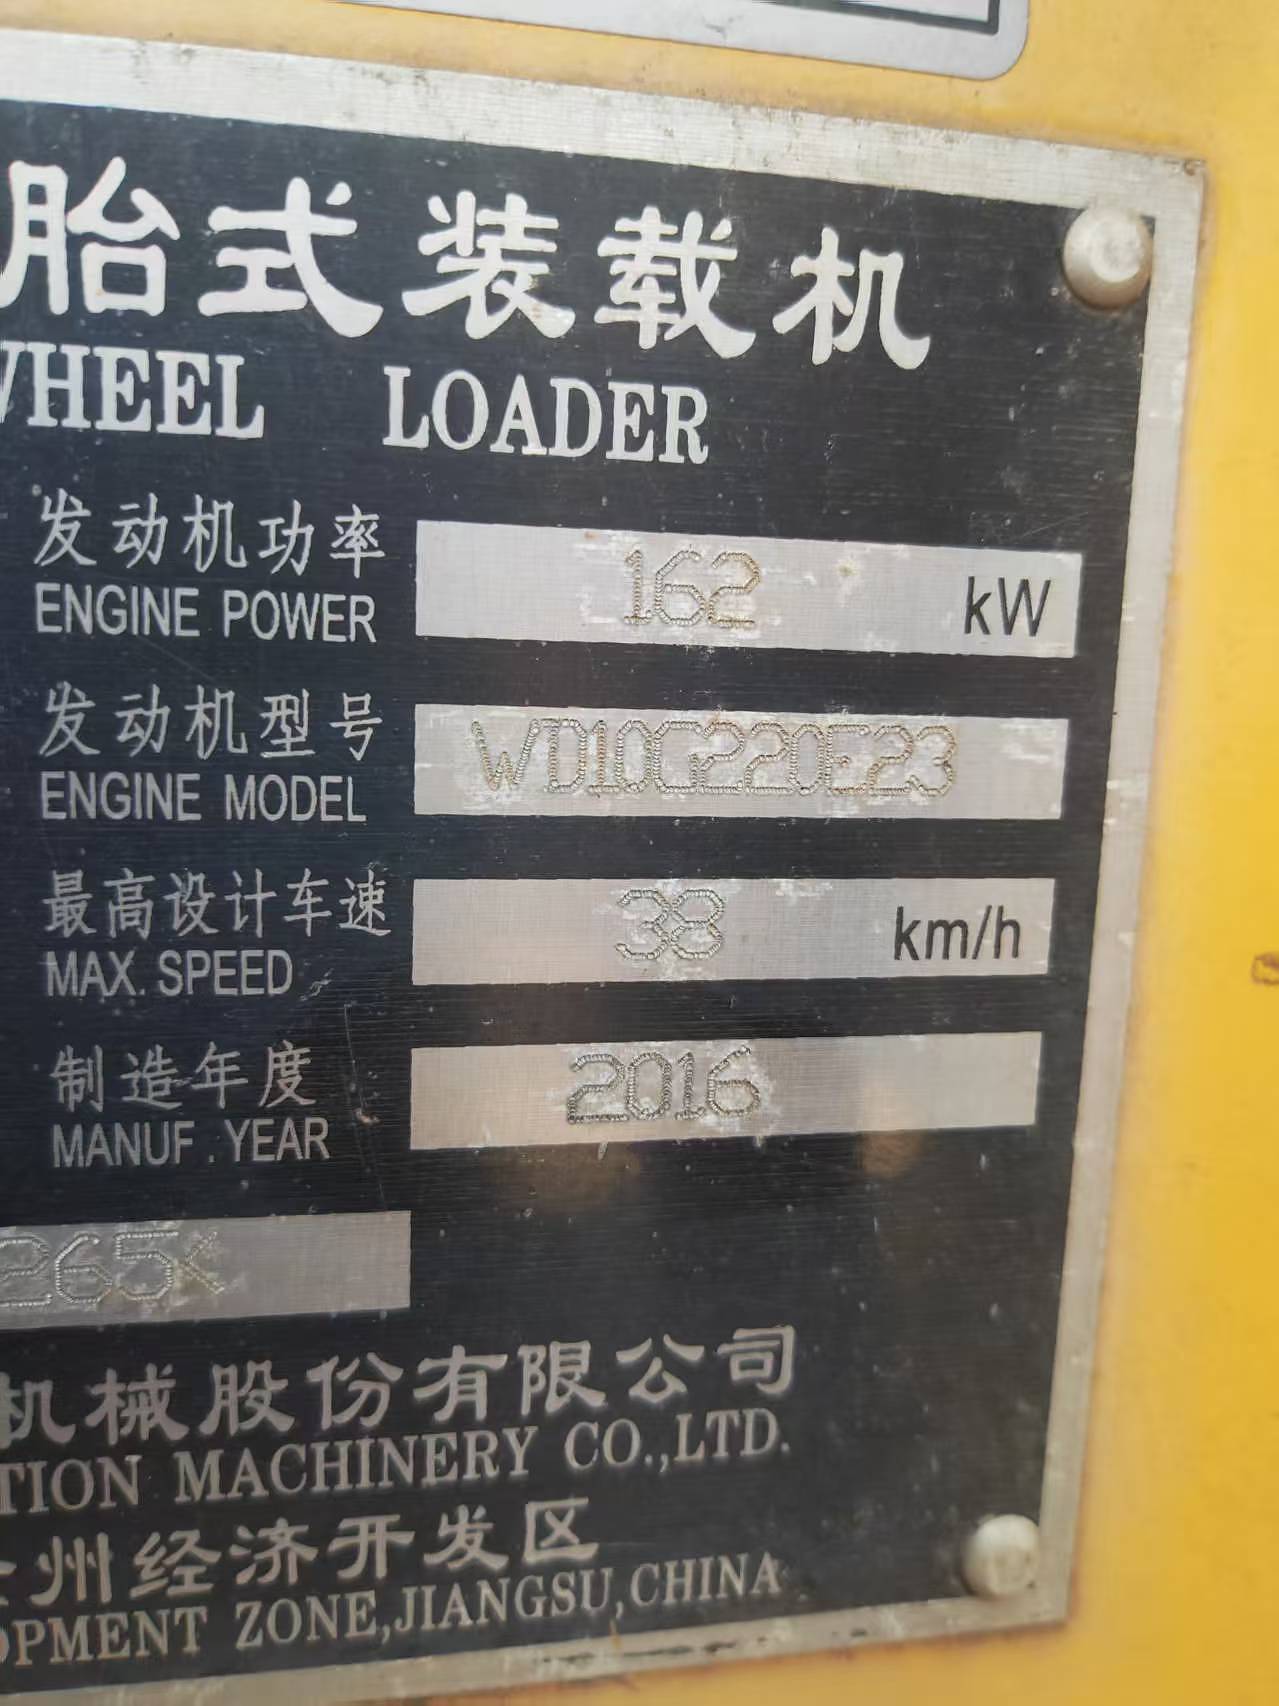 胎式装载机
WHEEL LOADER
发动机功率 162 kW
ENGINE POWER
发动机型号 WD10G220E23
ENGINE MODEL
最高设计车速 38 km/h
MAX. SPEED
制造年度 2016
MANUF.YEAR
265<
机械股份有限公司
TION MACHINERY CO.,LTD.
州经济开发区
OPMENT ZONE,JIANGSU,CHINA